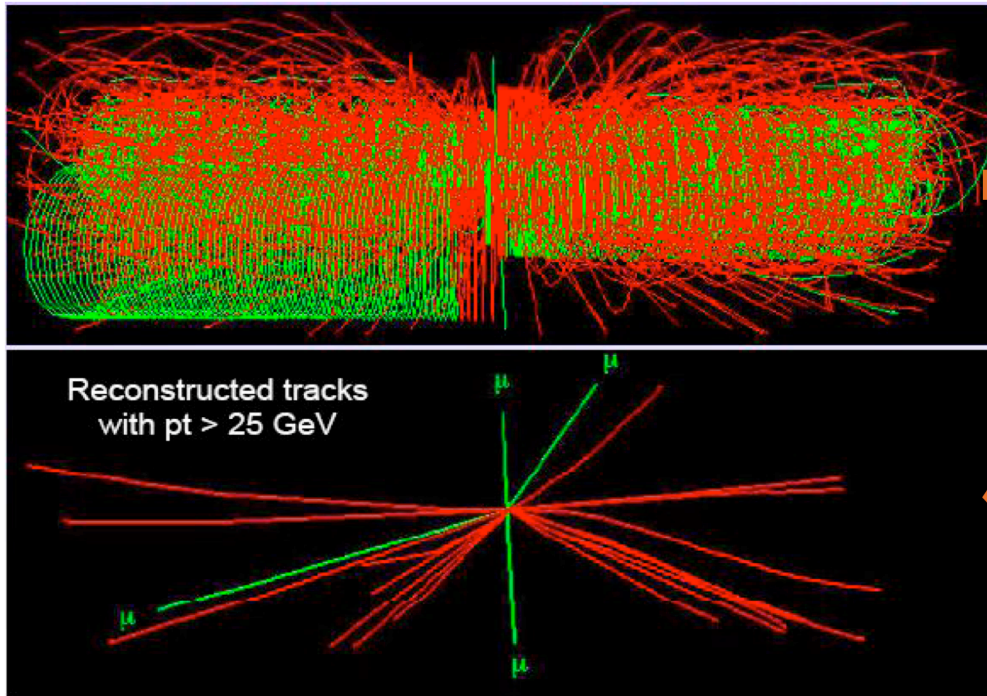 Reconstructed tracks
with pt > 25 GeV
μ
μ
μ
μ